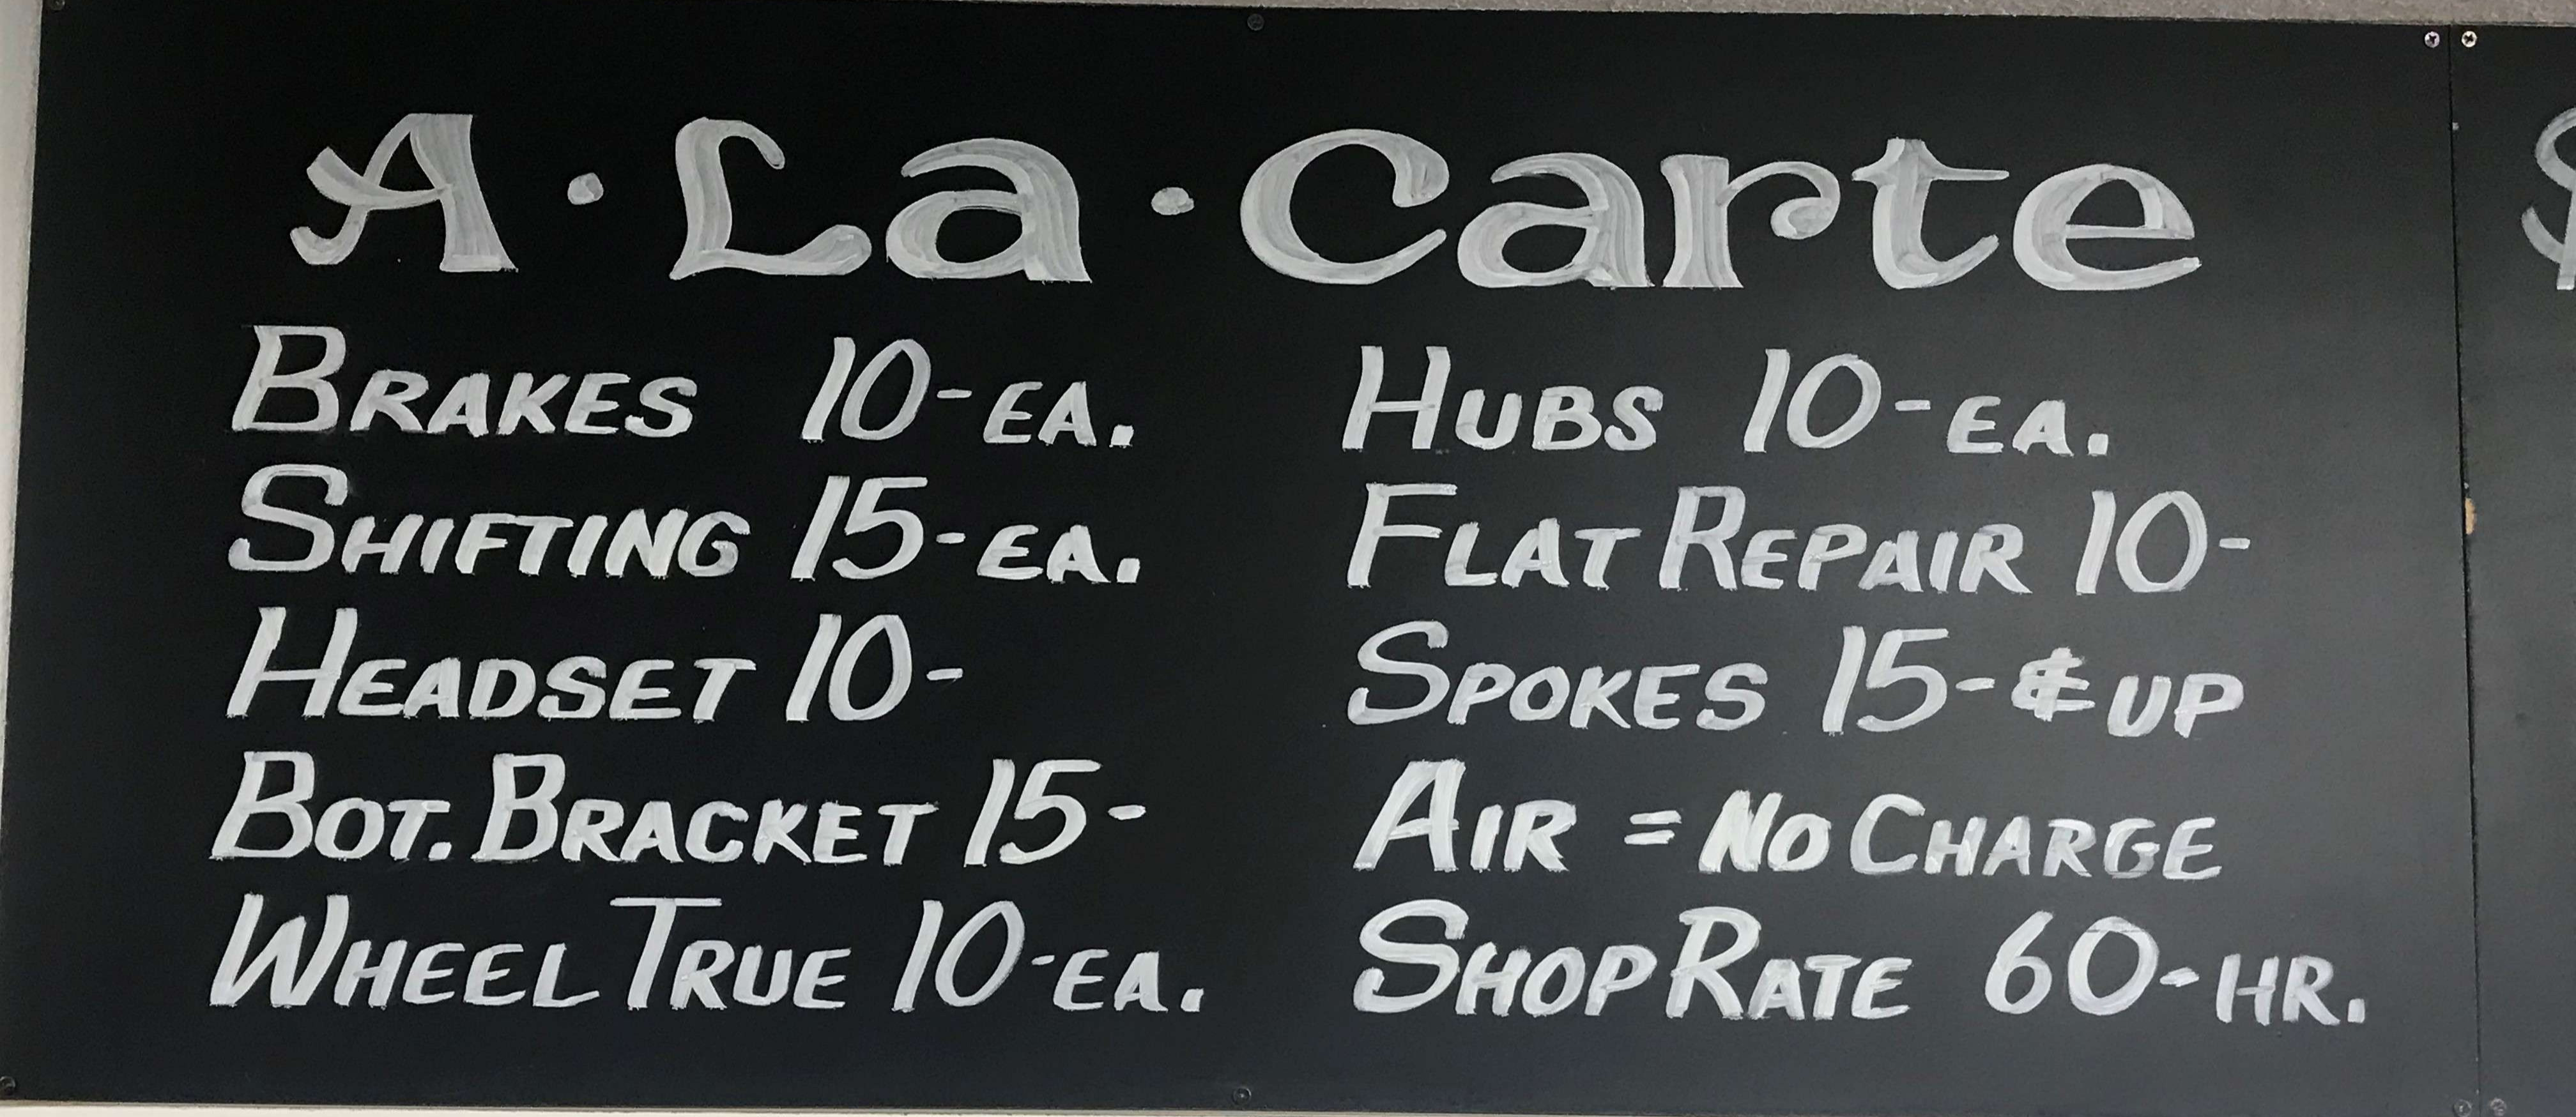 A·La·Carte
BRAKES 10-EA.
SHIFTING 15-EA.
HEADSET 10-
BOT. BRACKET 15-
WHEEL TRUE 10-EA.
HUBS 10-EA.
FLAT REPAIR 10-
SPOKES 15-& UP
AIR = NO CHARGE
SHOP RATE 60-HR.
$